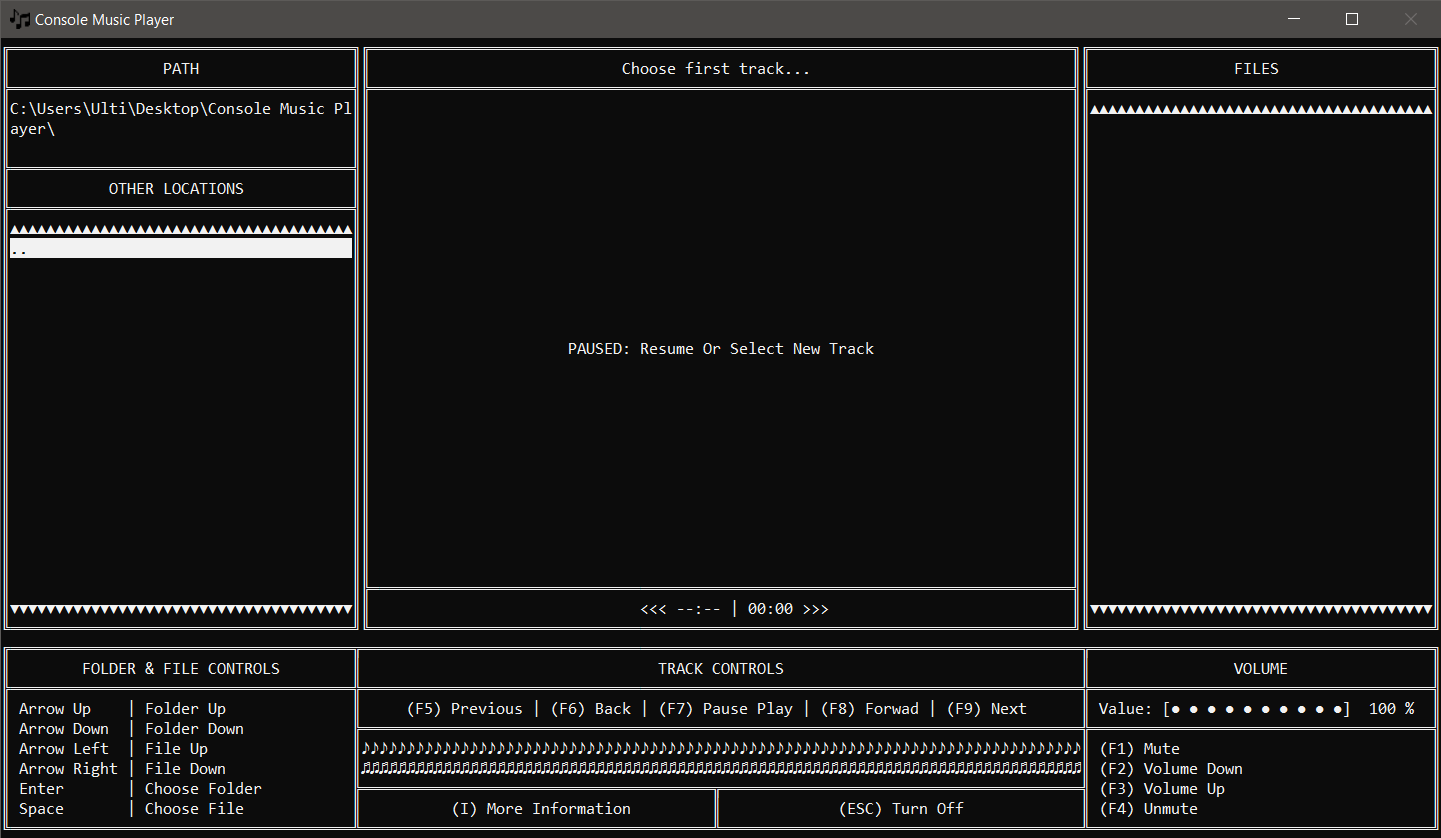 Console Music Player
PATH
C:\Users\Ulti\Desktop\Console Music Pl
ayer\
OTHER LOCATIONS
..
Choose first track...
PAUSED: Resume Or Select New Track
<<< --:-- | 00:00 >>>
FILES
FOLDER & FILE CONTROLS
Arrow Up | Folder Up
Arrow Down | Folder Down
Arrow Left | File Up
Arrow Right | File Down
Enter | Choose Folder
Space | Choose File
TRACK CONTROLS
(F5) Previous | (F6) Back | (F7) Pause Play | (F8) Forwad | (F9) Next
(I) More Information
(ESC) Turn Off
VOLUME
Value: [● ● ● ● ● ● ● ● ● ●] 100 %
(F1) Mute
(F2) Volume Down
(F3) Volume Up
(F4) Unmute